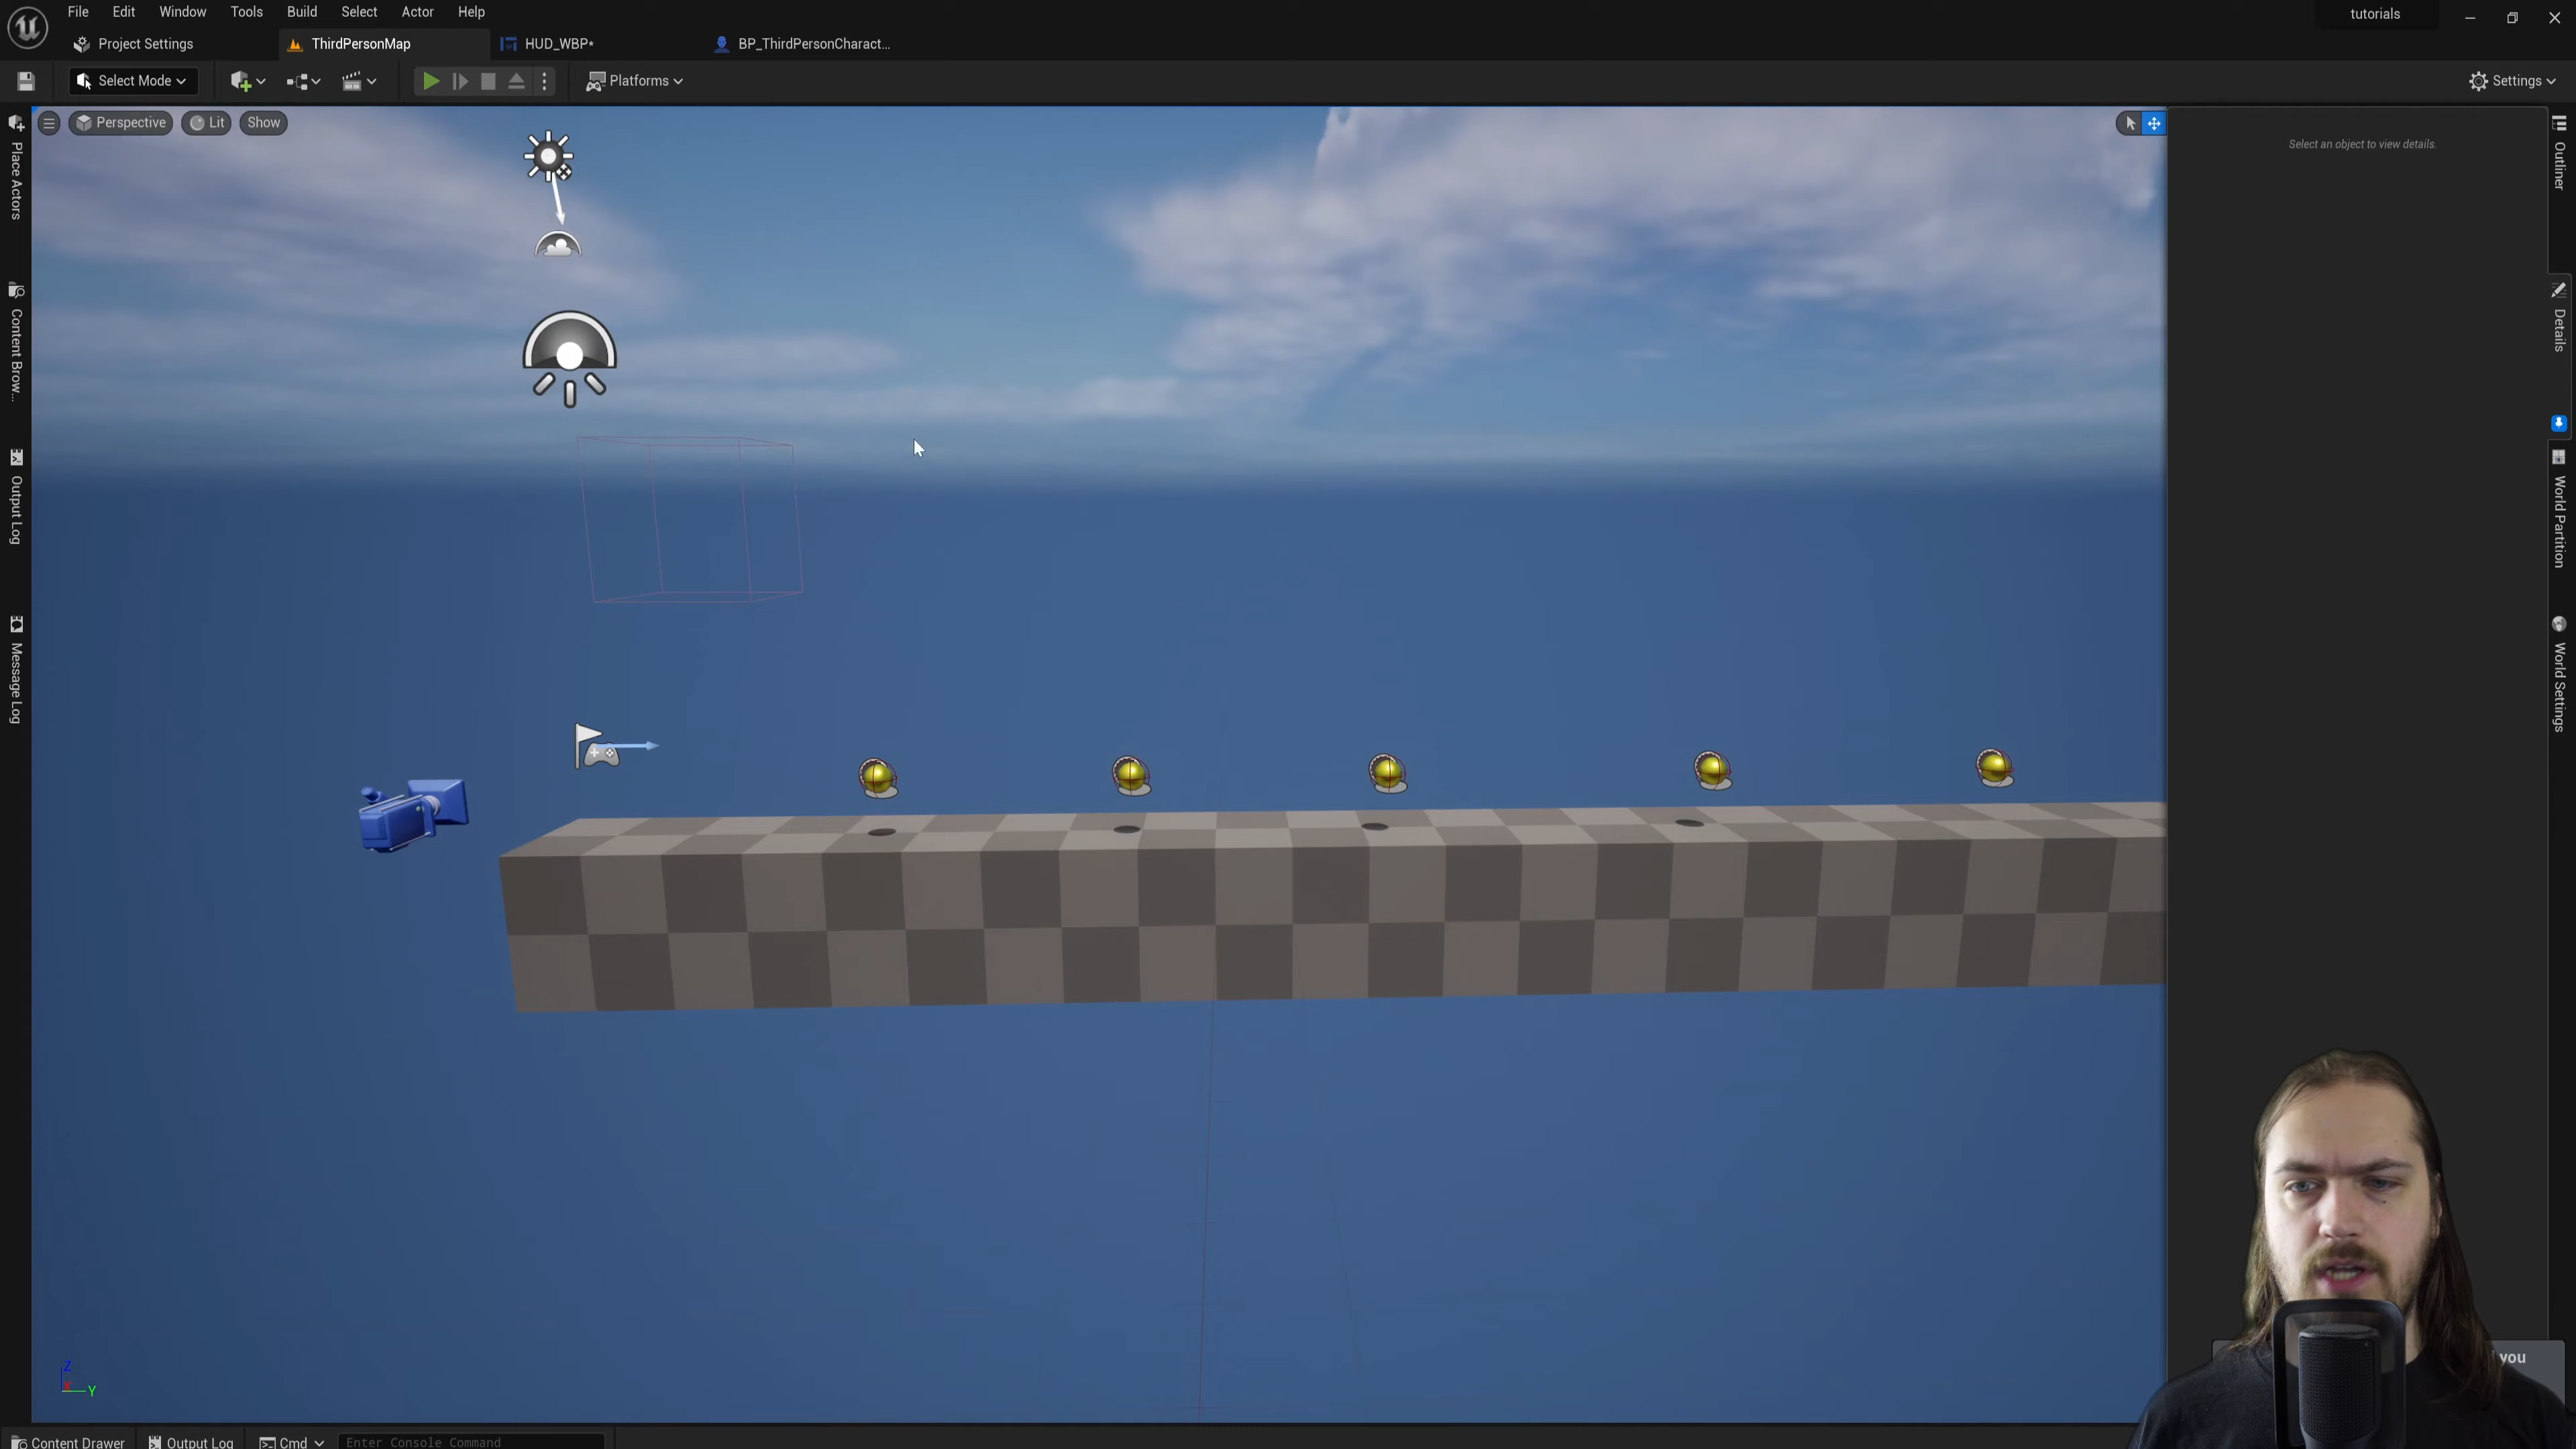 File Edit Window Tools Build Select Actor Help
tutorials
Project Settings
ThirdPersonMap
HUD_WBP*
BP_ThirdPersonCharact...
Select Mode
Platforms
Settings
Perspective
Lit
Show
Select an object to view details.
Place Actors
Content Brow...
Output Log
Message Log
Outliner
Details
World Partition
World Settings
Z
Y
you
Content Drawer
Output Log
Cmd
Enter Console Command